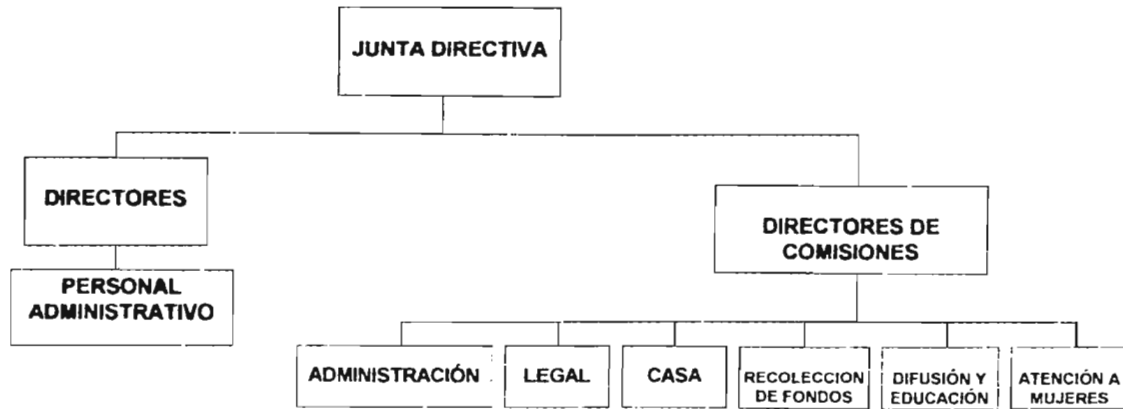 JUNTA DIRECTIVA
DIRECTORES
PERSONAL
ADMINISTRATIVO
DIRECTORES DE
COMISIONES
ADMINISTRACIÓN
LEGAL
CASA
RECOLECCION
DE FONDOS
DIFUSIÓN Y
EDUCACIÓN
ATENCIÓN A
MUJERES